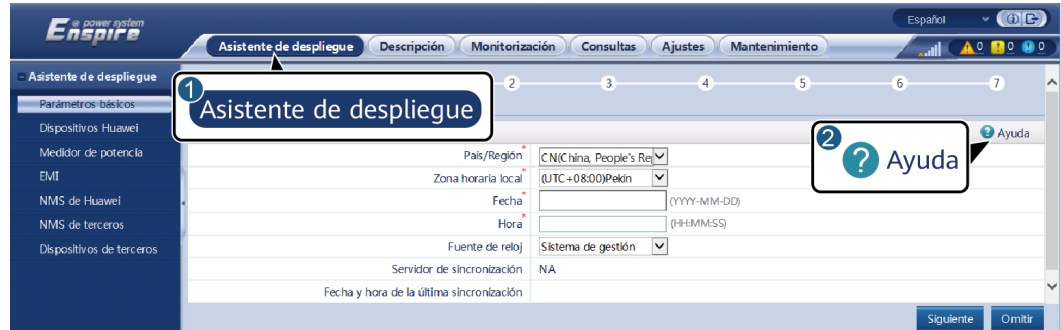 e power system
Enspire
Español
Asistente de despliegue Descripción Monitorización Consultas Ajustes Mantenimiento
0 0 0
Asistente de despliegue
Parámetros básicos
Dispositivos Huawei
Medidor de potencia
EMI
NMS de Huawei
NMS de terceros
Dispositivos de terceros
1
Asistente de despliegue
2 3 4 5 6 7
? Ayuda
2
? Ayuda
País/Región* CN(China, People's Re
Zona horaria local* (UTC+08:00)Pekín
Fecha* (YYYY-MM-DD)
Hora* (HH:MM:SS)
Fuente de reloj Sistema de gestión
Servidor de sincronización NA
Fecha y hora de la última sincronización
Siguiente Omitir